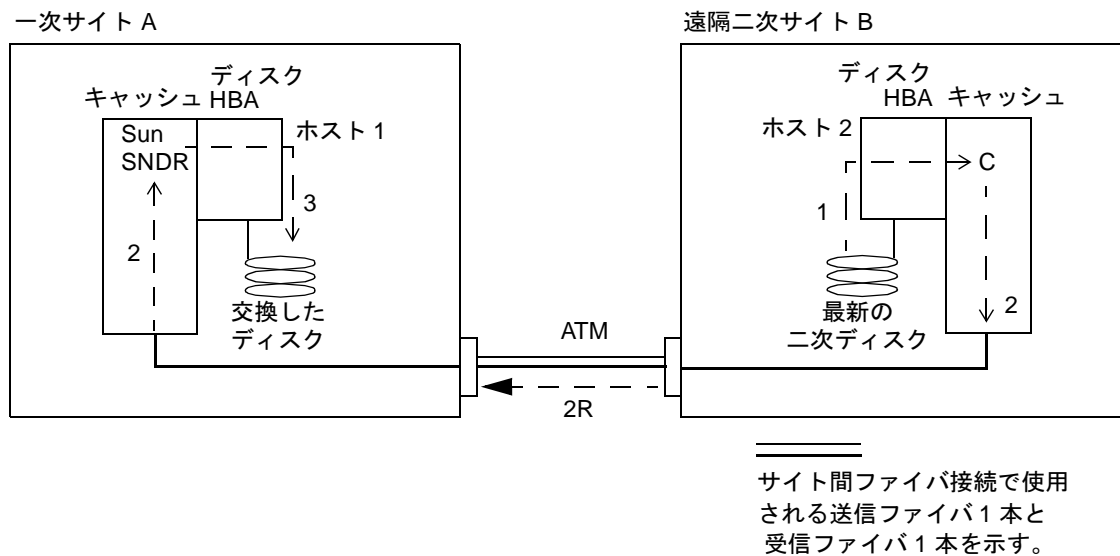 一次サイト A
遠隔二次サイト B
ディスク
キャッシュ HBA
Sun
SNDR
ホスト 1
3
2
交換した
ディスク
ディスク
HBA キャッシュ
ホスト 2
C
1
2
最新の
二次ディスク
ATM
2R
サイト間ファイバ接続で使用
される送信ファイバ 1 本と
受信ファイバ 1 本を示す。